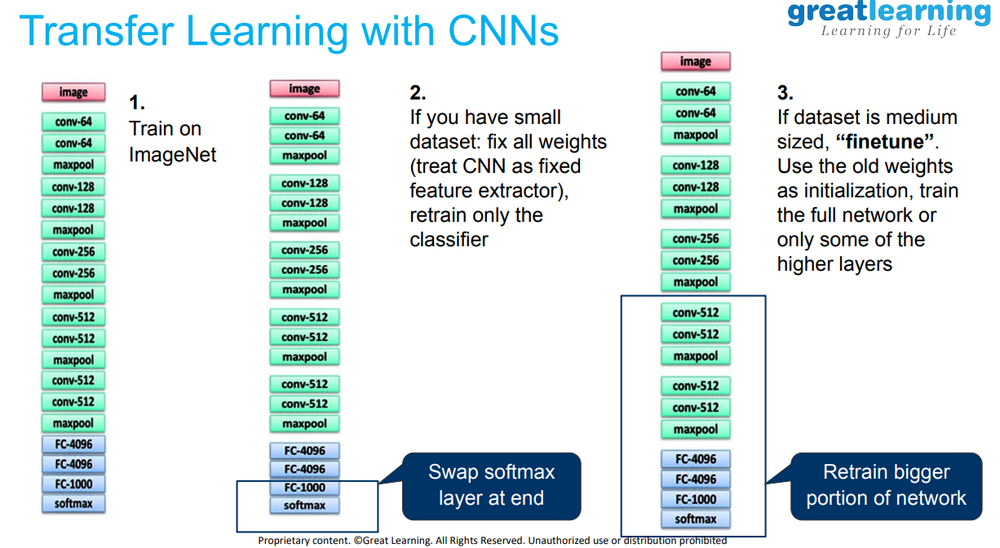 Transfer Learning with CNNs
greatlearning
Learning for Life
image
conv-64
conv-64
maxpool
conv-128
conv-128
maxpool
conv-256
conv-256
maxpool
conv-512
conv-512
maxpool
conv-512
conv-512
maxpool
FC-4096
FC-4096
FC-1000
softmax
1.
Train on
ImageNet
image
conv-64
conv-64
maxpool
conv-128
conv-128
maxpool
conv-256
conv-256
maxpool
conv-512
conv-512
maxpool
conv-512
conv-512
maxpool
FC-4096
FC-4096
FC-1000
softmax
2.
If you have small
dataset: fix all weights
(treat CNN as fixed
feature extractor),
retrain only the
classifier
Swap softmax
layer at end
image
conv-64
conv-64
maxpool
conv-128
conv-128
maxpool
conv-256
conv-256
maxpool
conv-512
conv-512
maxpool
conv-512
conv-512
maxpool
FC-4096
FC-4096
FC-1000
softmax
3.
If dataset is medium
sized, “finetune”.
Use the old weights
as initialization, train
the full network or
only some of the
higher layers
Retrain bigger
portion of network
Proprietary content. ©Great Learning. All Rights Reserved. Unauthorized use or distribution prohibited